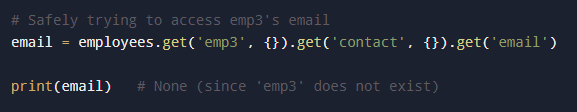 # Safely trying to access emp3's email
email = employees.get('emp3', {}).get('contact', {}).get('email')
print(email)   # None (since 'emp3' does not exist)